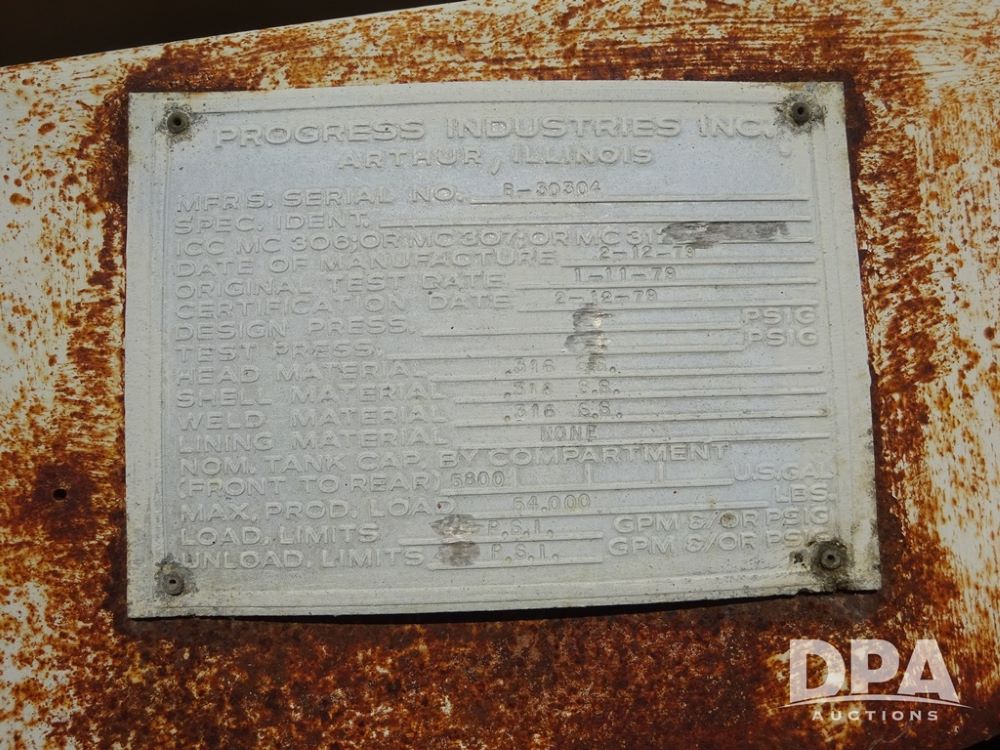 PROGRESS INDUSTRIES INC.
ARTHUR, ILLINOIS
MFRS. SERIAL NO. B-30304
SPEC. IDENT.
ICC MC 306; OR MC 307; OR MC 31
DATE OF MANUFACTURE 2-12-79
ORIGINAL TEST DATE 1-11-79
CERTIFICATION DATE 2-12-79
DESIGN PRESS. PSIG
TEST PRESS. PSIG
HEAD MATERIAL .316 S.S.
SHELL MATERIAL .316 S.S.
WELD MATERIAL .316 S.S.
LINING MATERIAL NONE
NOM. TANK CAP. BY COMPARTMENT
(FRONT TO REAR) 6800 U.S. GAL.
MAX. PROD. LOAD 54,000 LBS.
LOAD. LIMITS P.S.I. GPM &/OR PSIG
UNLOAD. LIMITS P.S.I. GPM &/OR PSIG
DPA
AUCTIONS